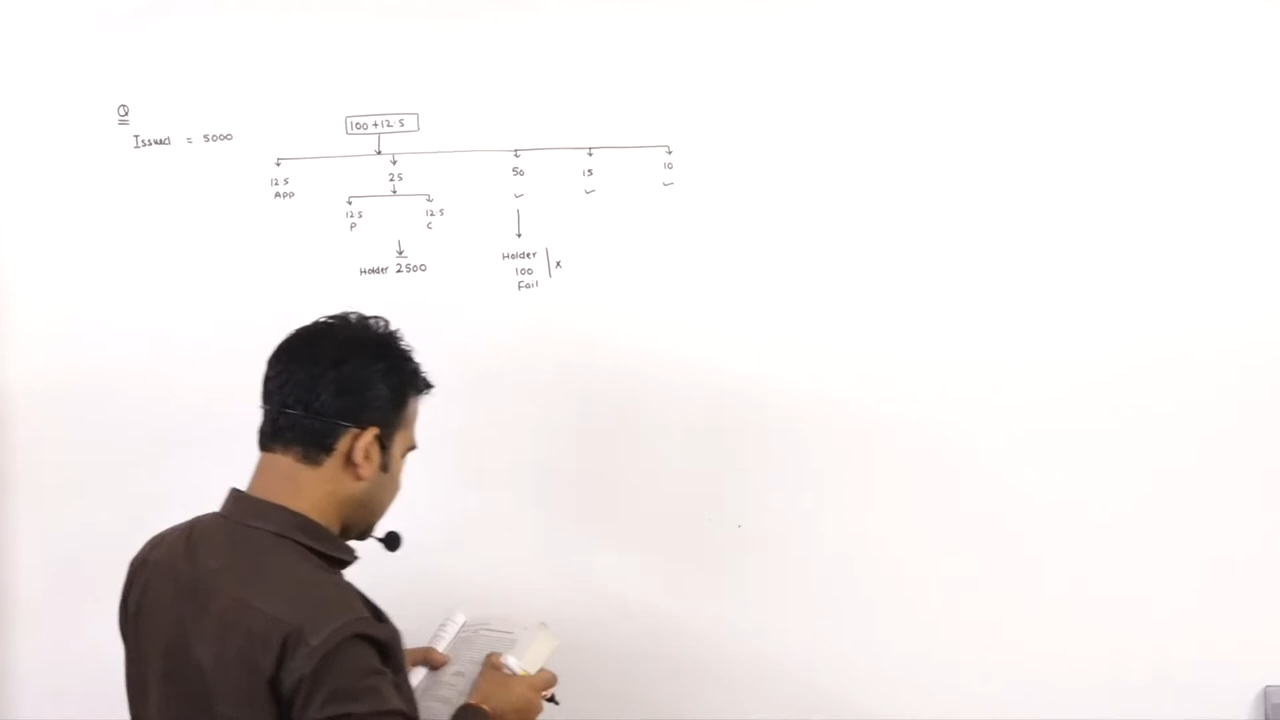 Q
Issued = 5000
100 + 12.5
12.5
APP
25
50
15
10
12.5
P
12.5
C
Holder 2500
Holder
100
Fail
x